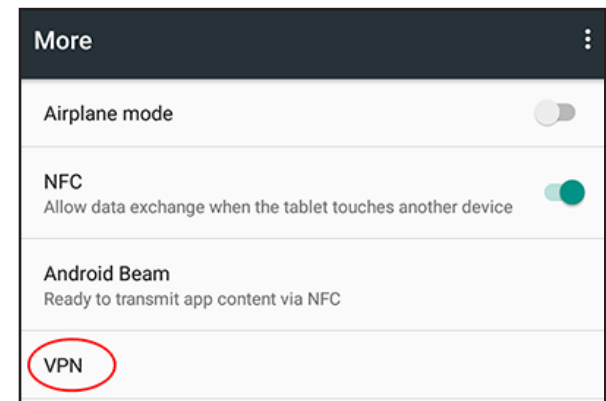 More
Airplane mode
NFC
Allow data exchange when the tablet touches another device
Android Beam
Ready to transmit app content via NFC
VPN